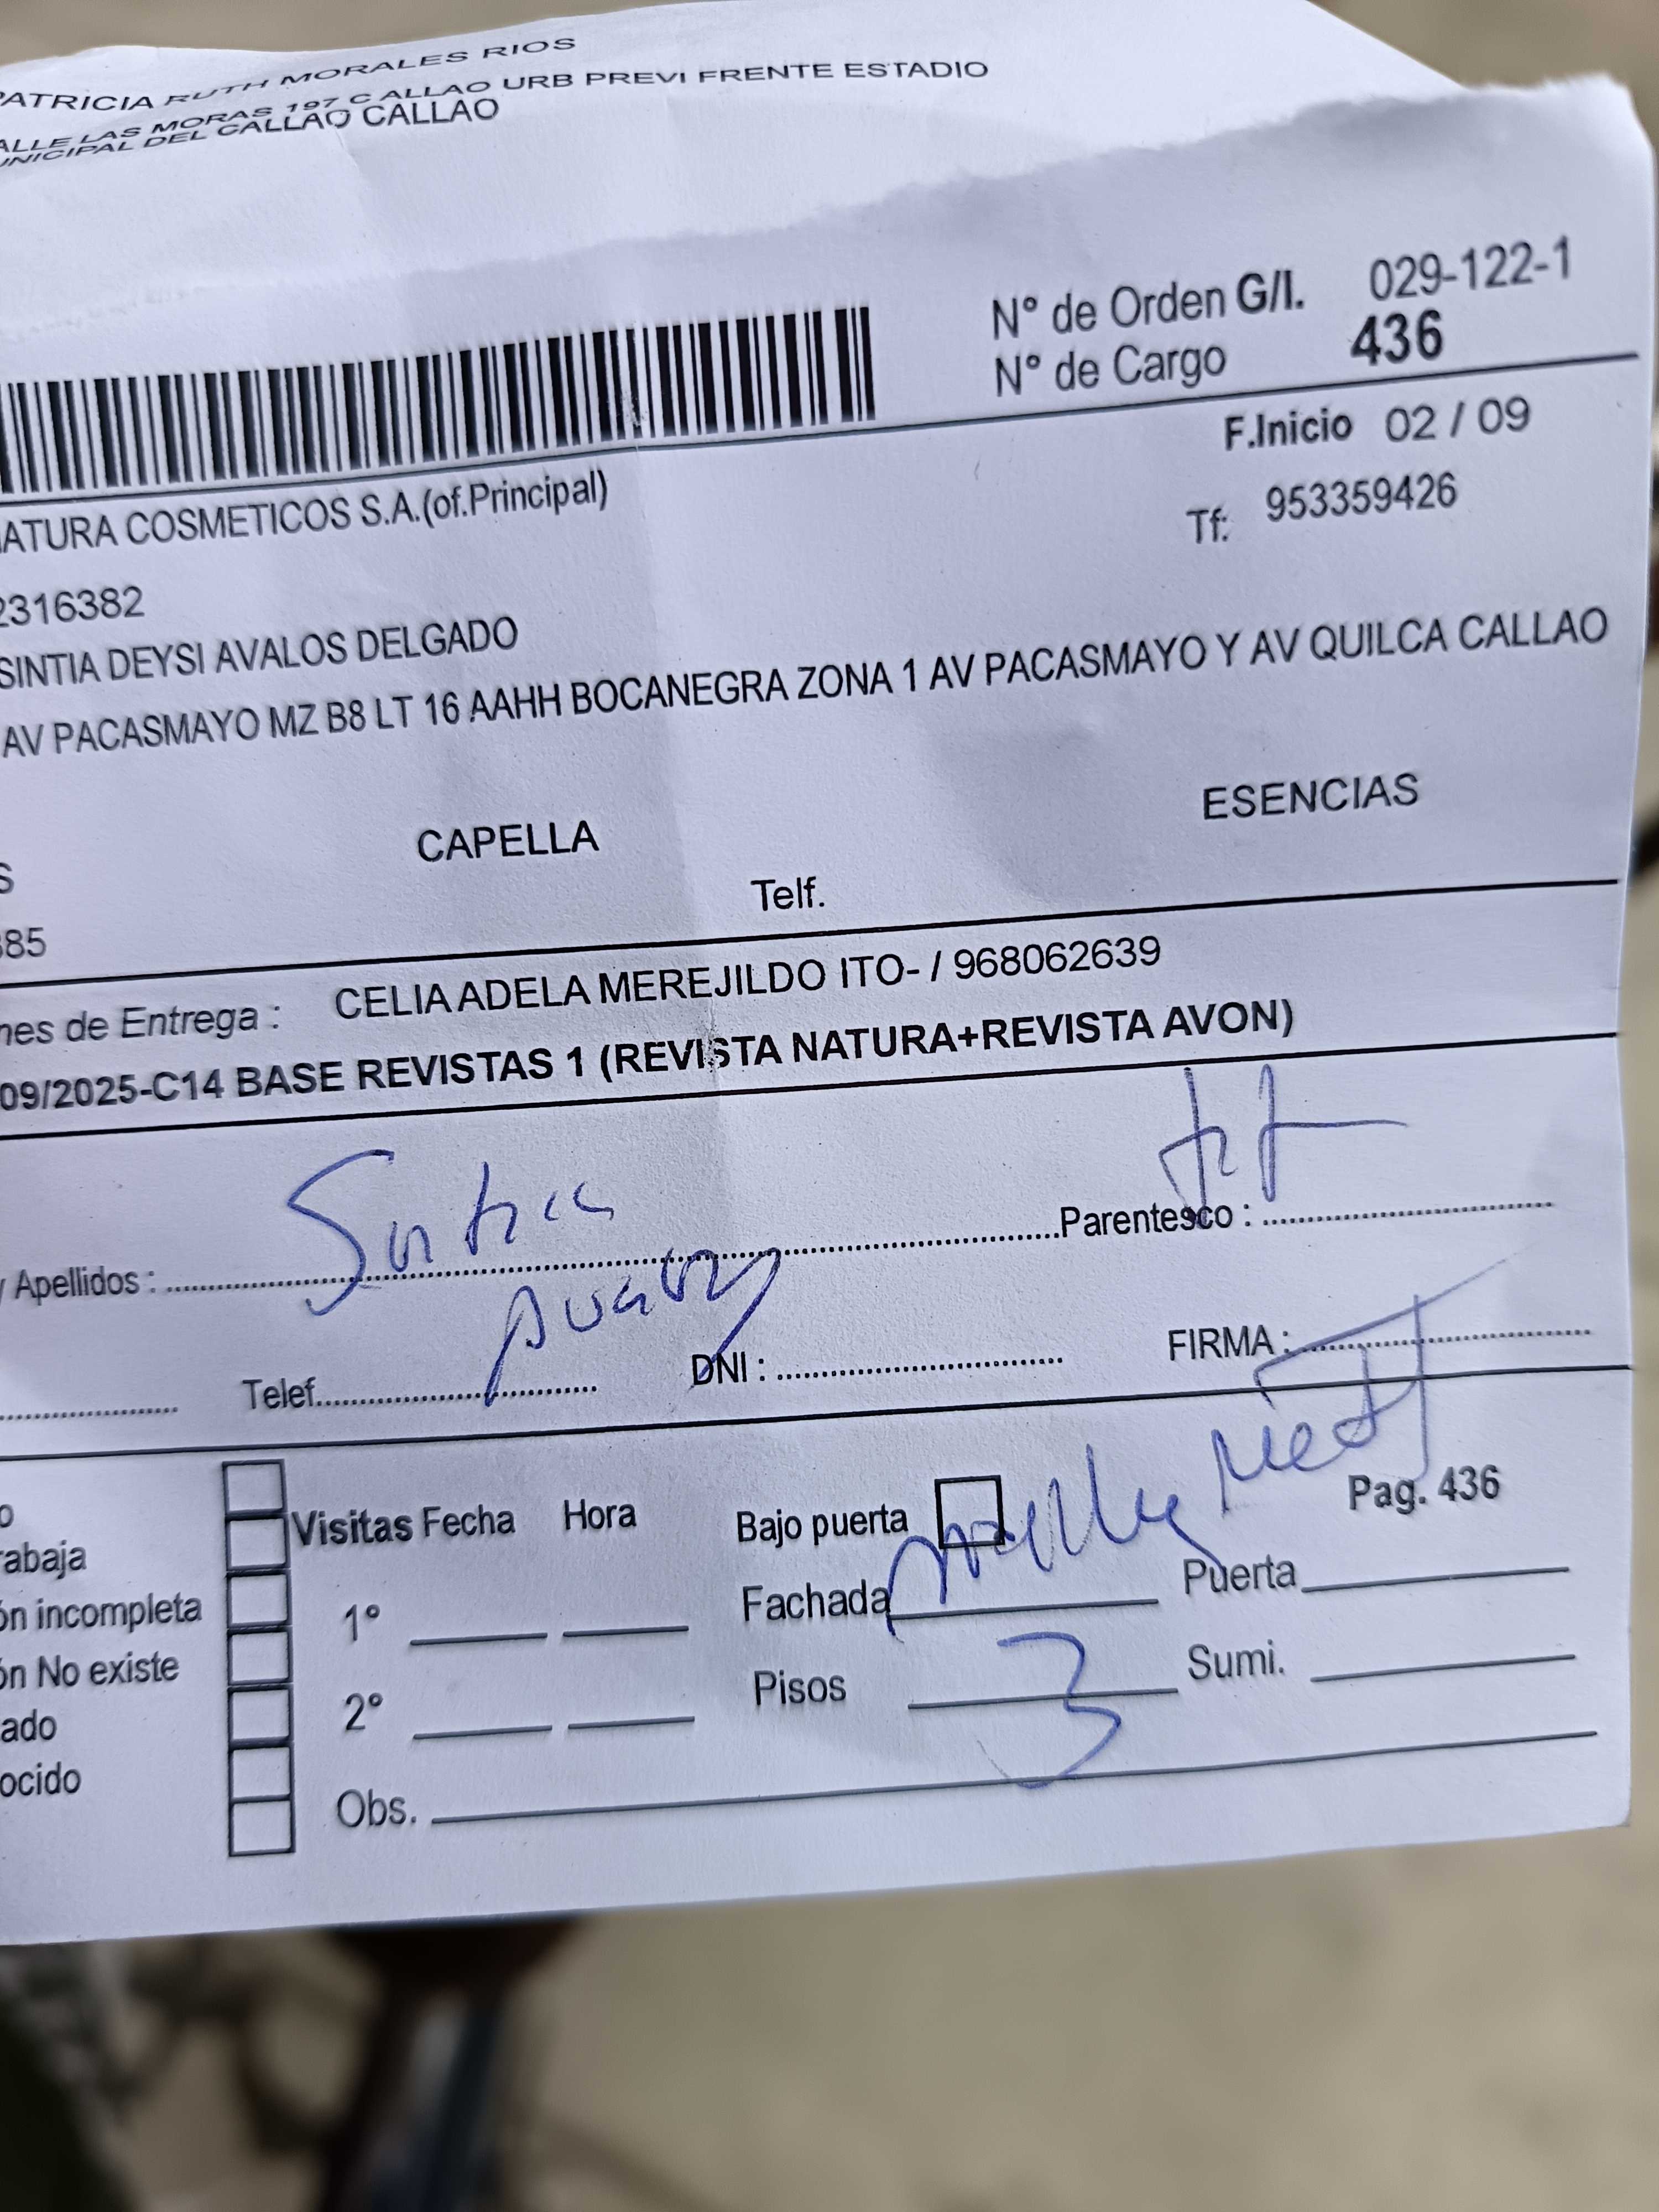 PATRICIA RUTH MORALES RIOS
ALLE LAS MORAS 197 C ALLAO URB PREVI FRENTE ESTADIO
UNICIPAL DEL CALLAO CALLAO
N° de Orden G/I. 029-122-1
N° de Cargo 436
F.Inicio 02 / 09
ATURA COSMETICOS S.A.(of.Principal)
Tf: 953359426
2316382
SINTIA DEYSI AVALOS DELGADO
AV PACASMAYO MZ B8 LT 16 AAHH BOCANEGRA ZONA 1 AV PACASMAYO Y AV QUILCA CALLAO
CAPELLA ESENCIAS
S Telf.
385
nes de Entrega : CELIA ADELA MEREJILDO ITO- / 968062639
09/2025-C14 BASE REVISTAS 1 (REVISTA NATURA+REVISTA AVON)
Sintia
y Apellidos : Parentesco : tt
Telef. DNI : FIRMA :
o Visitas Fecha Hora Bajo puerta Pag. 436
rabaja
ón incompleta 1° Fachada Puerta
ón No existe
ado 2° Pisos 3 Sumi.
ocido
Obs.